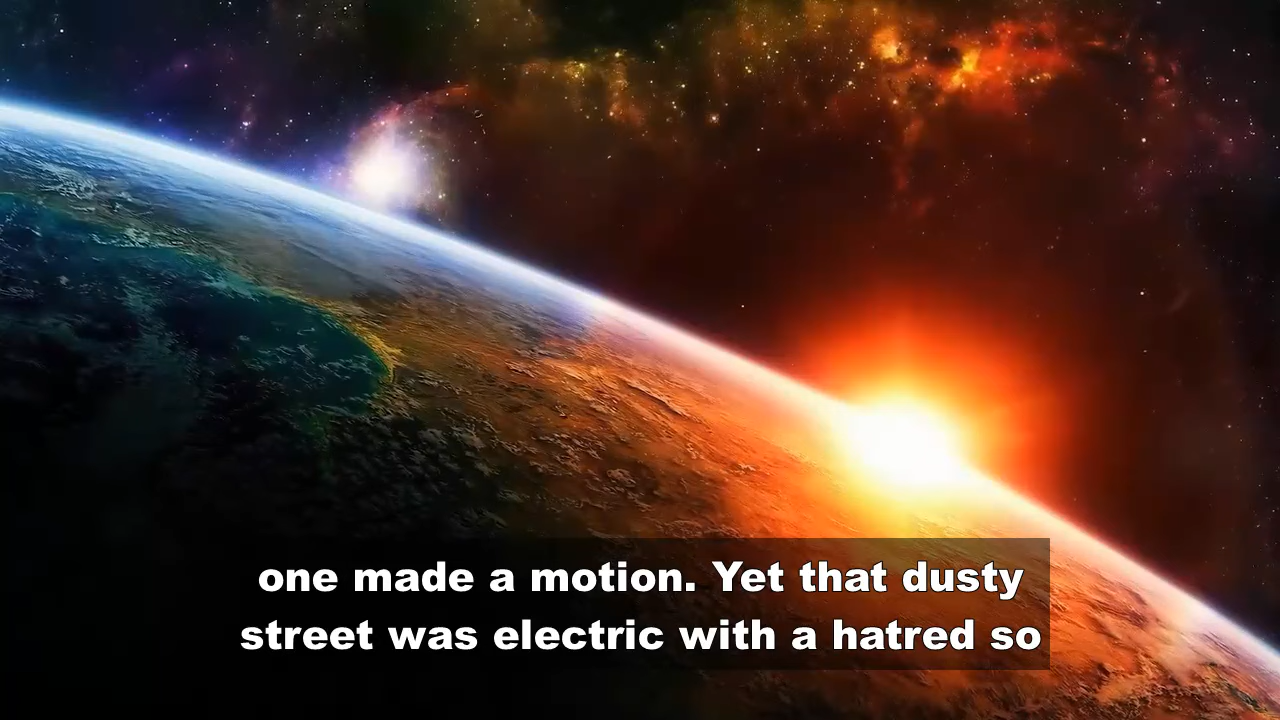 one made a motion. Yet that dusty
street was electric with a hatred so